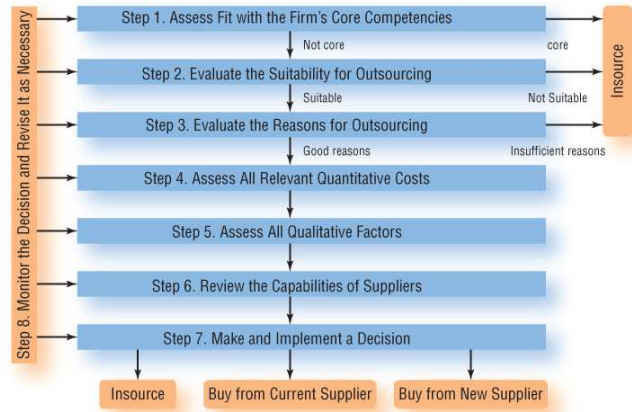 Step 1. Assess Fit with the Firm's Core Competencies
Not core
core
Step 2. Evaluate the Suitability for Outsourcing
Suitable
Not Suitable
Step 3. Evaluate the Reasons for Outsourcing
Good reasons
Insufficient reasons
Insource
Step 4. Assess All Relevant Quantitative Costs
Step 5. Assess All Qualitative Factors
Step 6. Review the Capabilities of Suppliers
Step 7. Make and Implement a Decision
Insource
Buy from Current Supplier
Buy from New Supplier
Step 8. Monitor the Decision and Revise It as Necessary